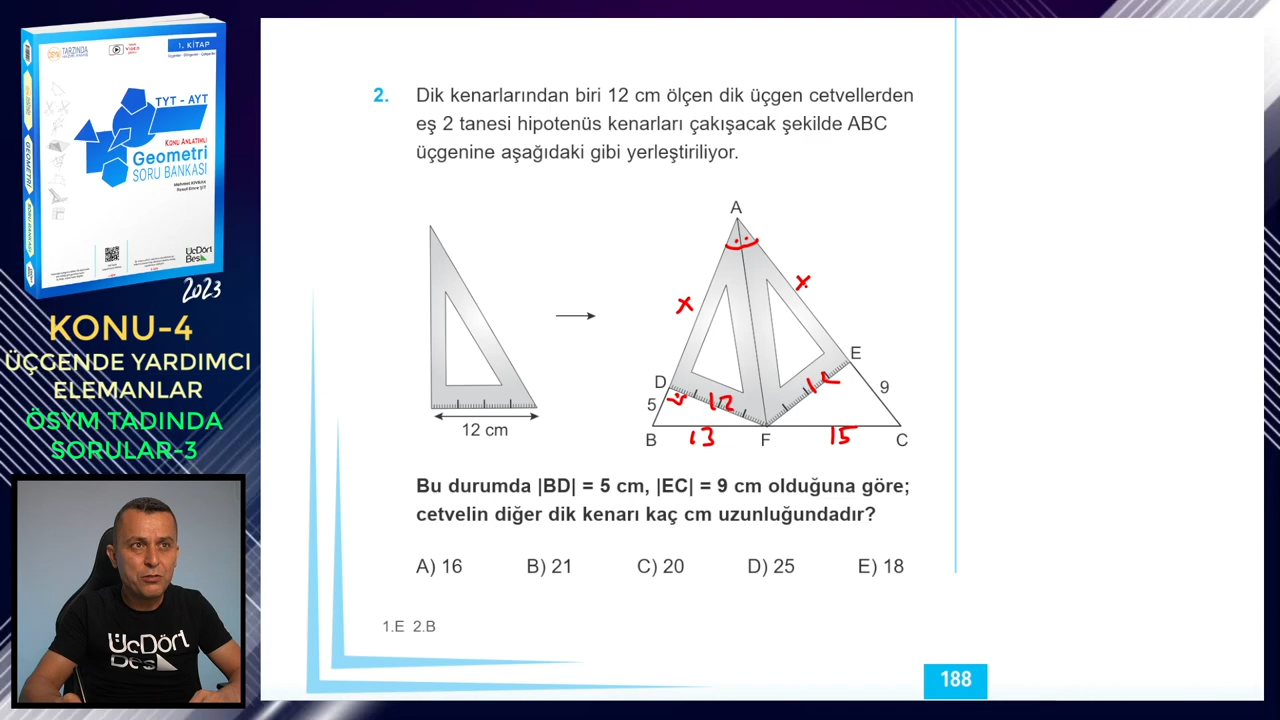 1. KİTAP
TYT - AYT
KONU ANLATIMLI
Geometri
SORU BANKASI
ÜçDört
Beş
2023
KONU-4
ÜÇGENDE YARDIMCI
ELEMANLAR
ÖSYM TADINDA
SORULAR-3
ÜçDört
Beş
2. Dik kenarlarından biri 12 cm ölçen dik üçgen cetvellerden
eş 2 tanesi hipotenüs kenarları çakışacak şekilde ABC
üçgenine aşağıdaki gibi yerleştiriliyor.
A
x x
D E
5 12 12 9
B 13 F 15 C
12 cm
Bu durumda |BD| = 5 cm, |EC| = 9 cm olduğuna göre;
cetvelin diğer dik kenarı kaç cm uzunluğundadır?
A) 16 B) 21 C) 20 D) 25 E) 18
1.E 2.B
188